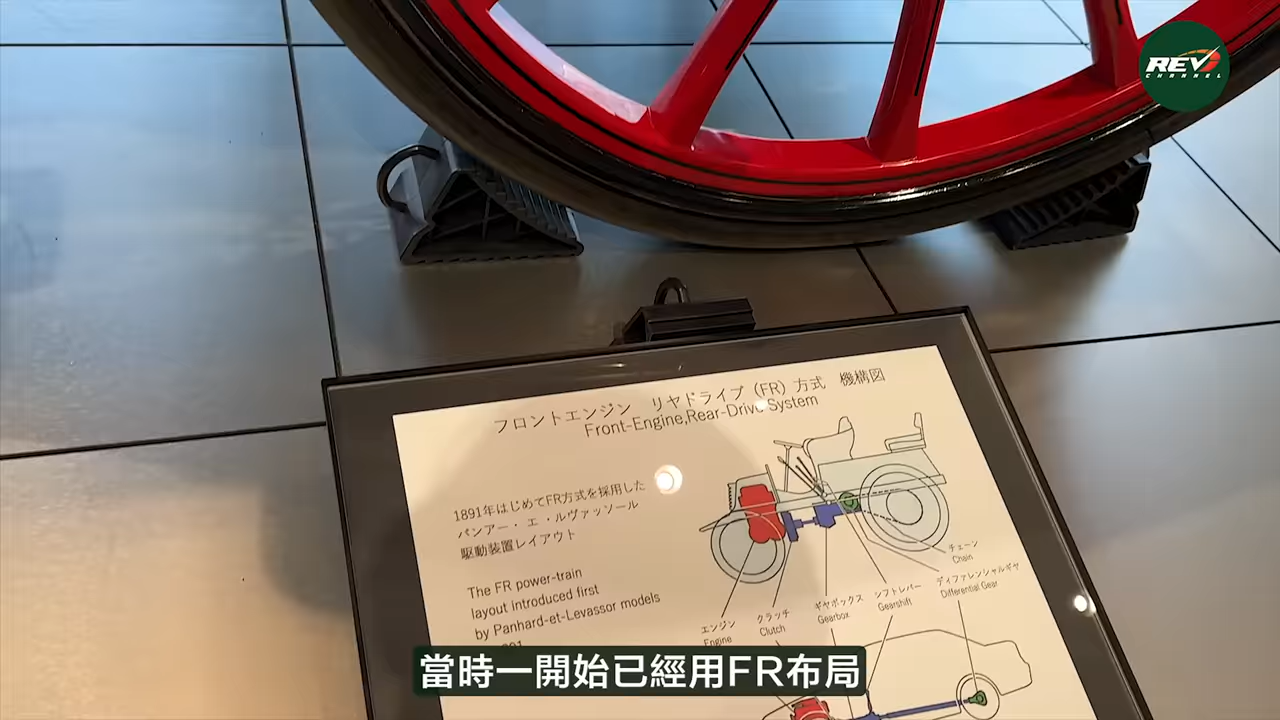 REV
CHANNEL
フロントエンジン リヤドライブ（FR）方式 機構図
Front-Engine,Rear-Drive System
1891年はじめてFR方式を採用した
パンアー・エ・ルヴァッソール
駆動装置レイアウト
The FR power-train
layout introduced first
by Panhard-et-Levassor models
チェーン
Chain
ディファレンシャルギヤ
Differential Gear
シフトレバー
Gearshift
ギヤボックス
Gearbox
クラッチ
Clutch
エンジン
Engine
當時一開始已經用FR布局